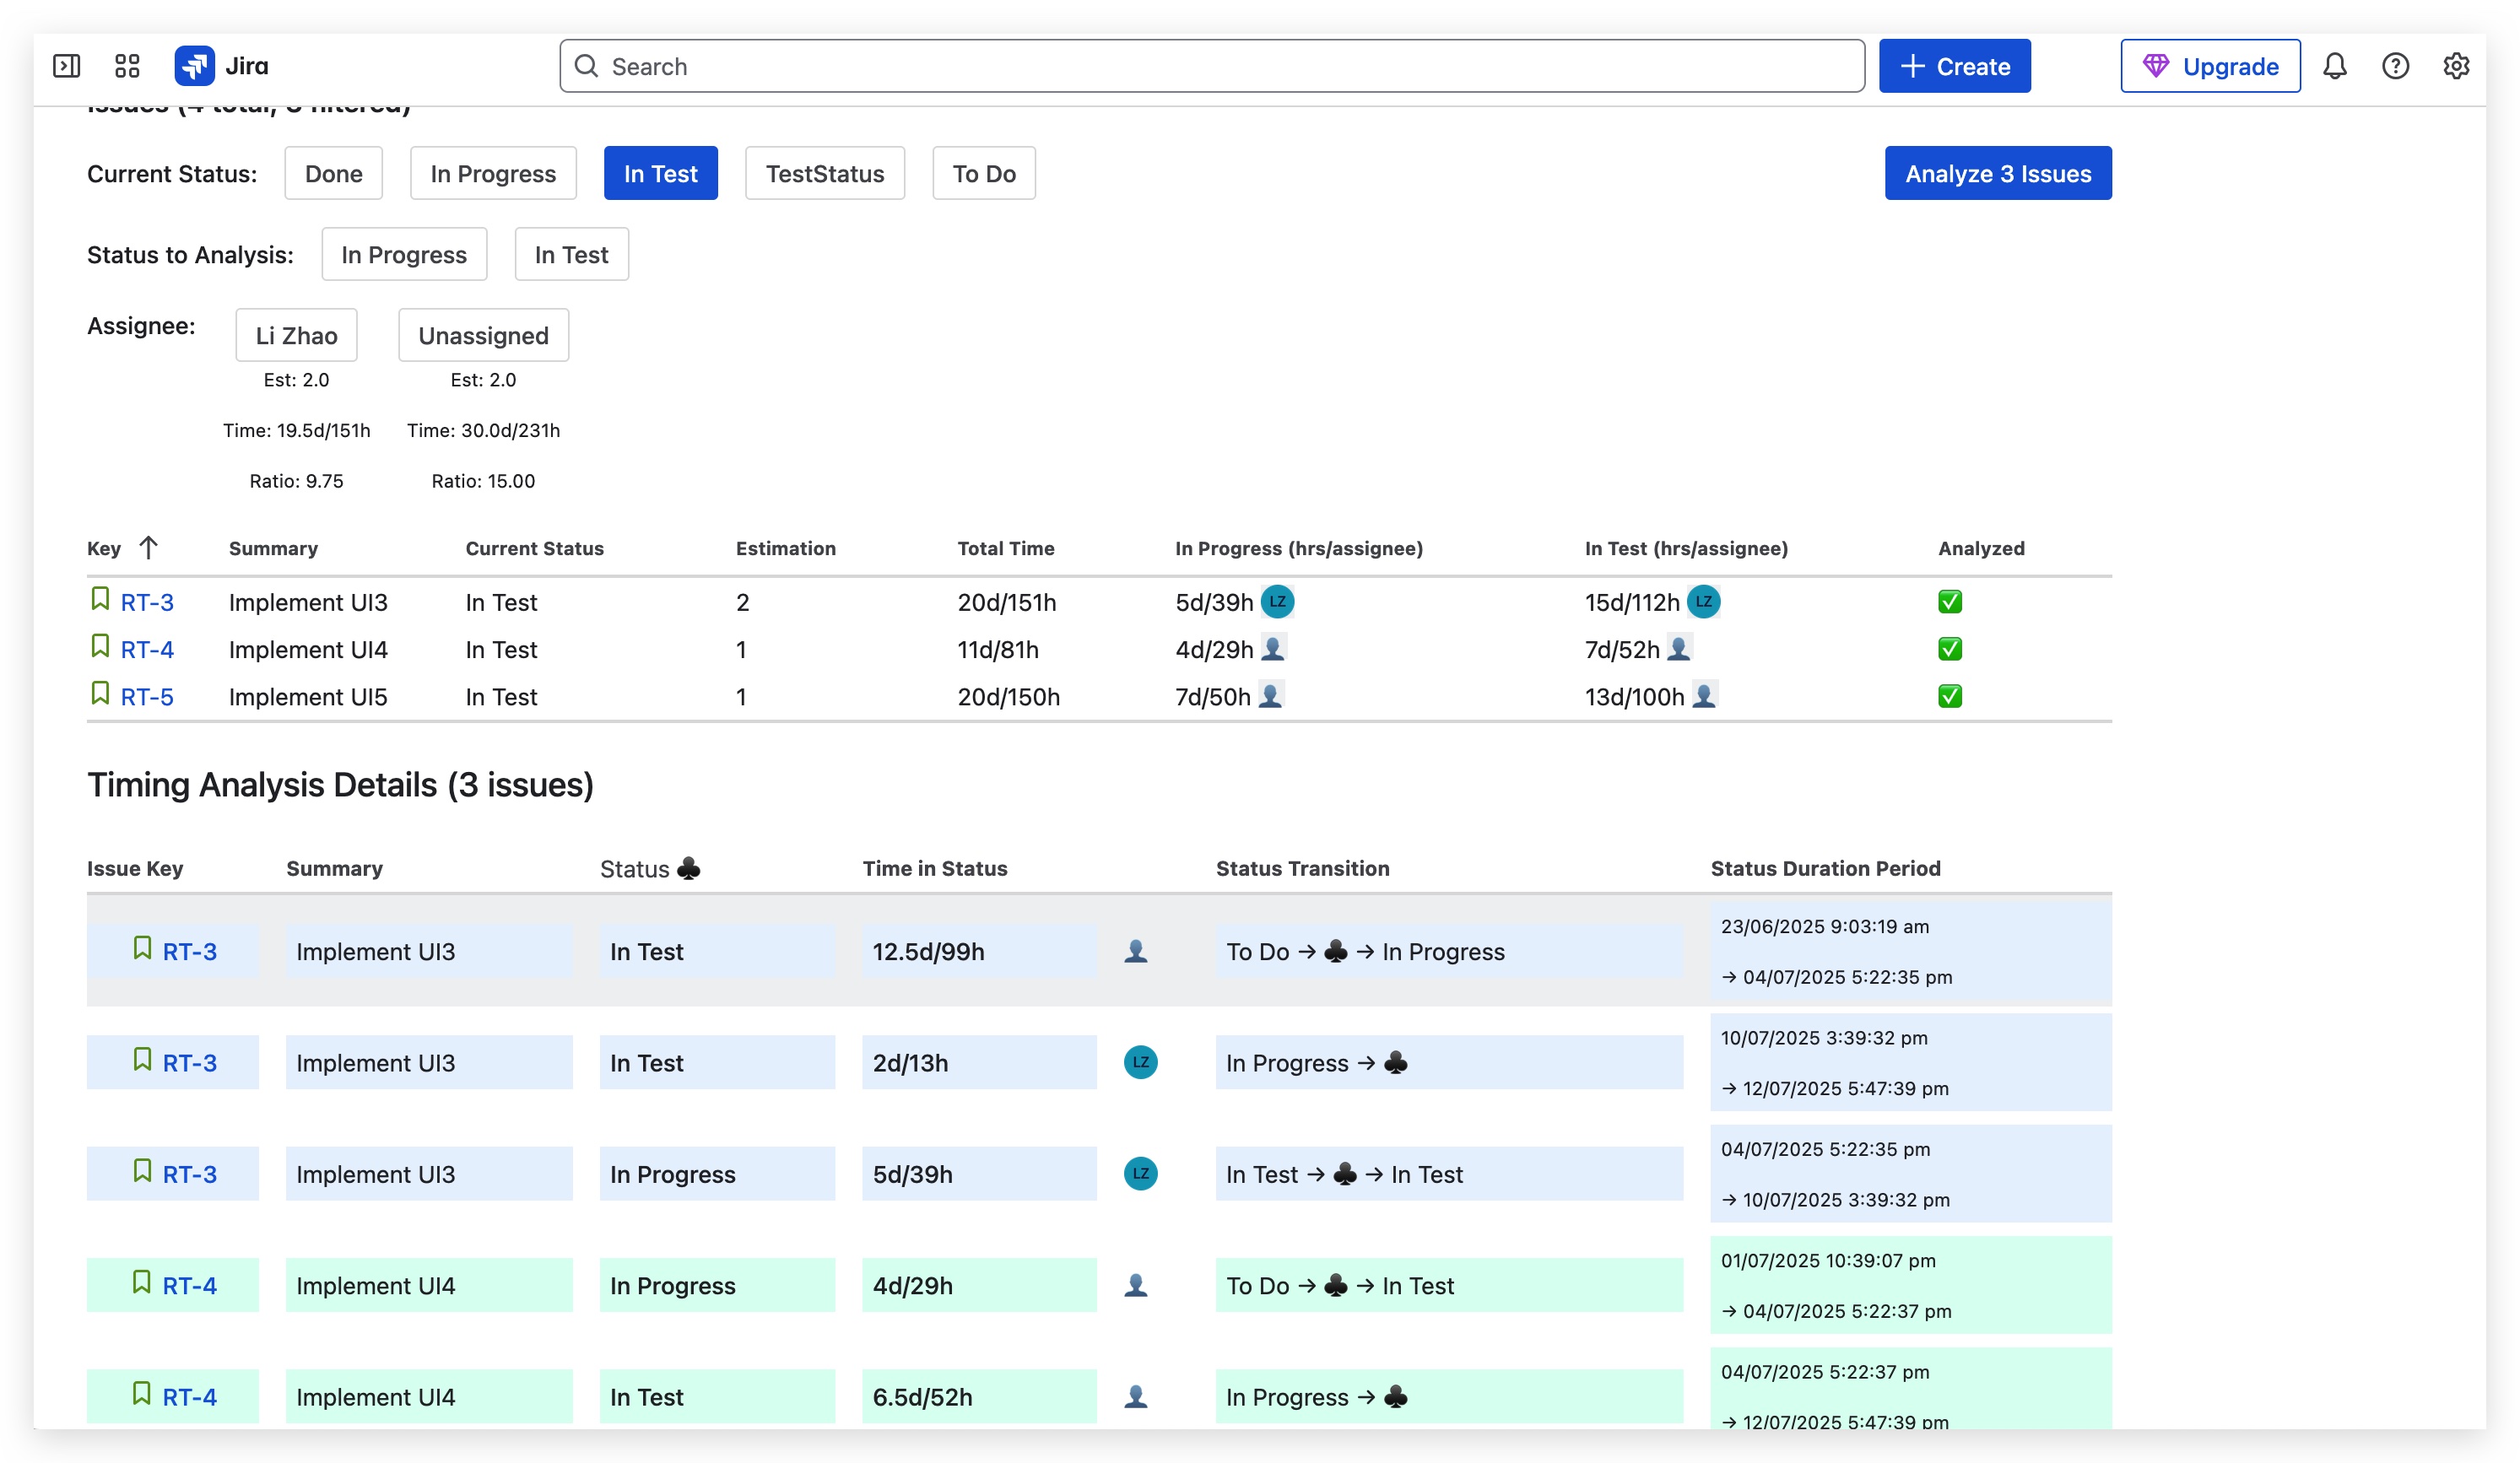 Jira
Search
Create
Upgrade
Issues (4 total, 3 filtered)
Current Status: Done In Progress In Test TestStatus To Do Analyze 3 Issues
Status to Analysis: In Progress In Test
Assignee: Li Zhao Unassigned
Est: 2.0 Est: 2.0
Time: 19.5d/151h Time: 30.0d/231h
Ratio: 9.75 Ratio: 15.00
Key ↑ Summary Current Status Estimation Total Time In Progress (hrs/assignee) In Test (hrs/assignee) Analyzed
RT-3 Implement UI3 In Test 2 20d/151h 5d/39h LZ 15d/112h LZ ✅
RT-4 Implement UI4 In Test 1 11d/81h 4d/29h 👤 7d/52h 👤 ✅
RT-5 Implement UI5 In Test 1 20d/150h 7d/50h 👤 13d/100h 👤 ✅
Timing Analysis Details (3 issues)
Issue Key Summary Status ♣ Time in Status Status Transition Status Duration Period
RT-3 Implement UI3 In Test 12.5d/99h 👤 To Do → ♣ → In Progress 23/06/2025 9:03:19 am
→ 04/07/2025 5:22:35 pm
RT-3 Implement UI3 In Test 2d/13h LZ In Progress → ♣ 10/07/2025 3:39:32 pm
→ 12/07/2025 5:47:39 pm
RT-3 Implement UI3 In Progress 5d/39h LZ In Test → ♣ → In Test 04/07/2025 5:22:35 pm
→ 10/07/2025 3:39:32 pm
RT-4 Implement UI4 In Progress 4d/29h 👤 To Do → ♣ → In Test 01/07/2025 10:39:07 pm
→ 04/07/2025 5:22:37 pm
RT-4 Implement UI4 In Test 6.5d/52h 👤 In Progress → ♣ 04/07/2025 5:22:37 pm
→ 12/07/2025 5:47:39 pm